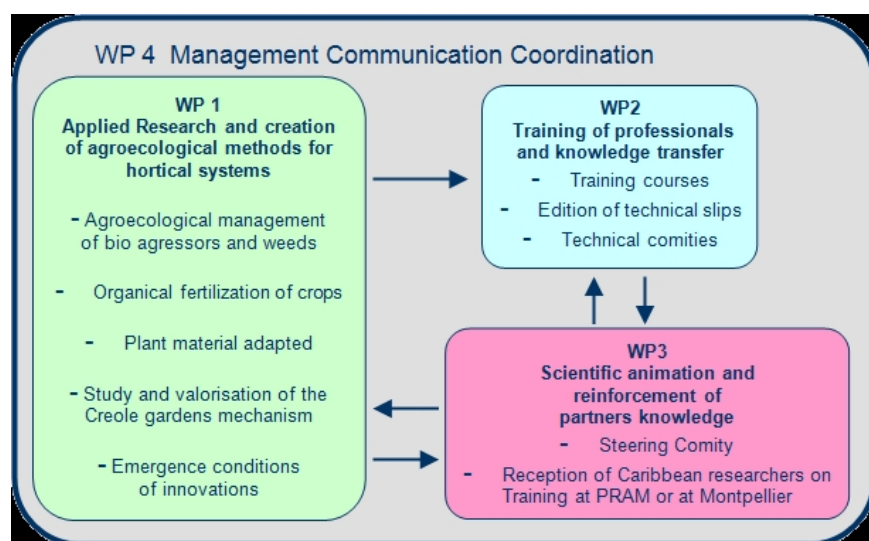 WP 4 Management Communication Coordination
WP 1
Applied Research and creation
of agroecological methods for
hortical systems
- Agroecological management
of bio agressors and weeds
- Organical fertilization of crops
- Plant material adapted
- Study and valorisation of the
Creole gardens mechanism
- Emergence conditions
of innovations
WP2
Training of professionals
and knowledge transfer
- Training courses
- Edition of technical slips
- Technical comities
WP3
Scientific animation and
reinforcement of
partners knowledge
- Steering Comity
- Reception of Caribbean researchers on
Training at PRAM or at Montpellier